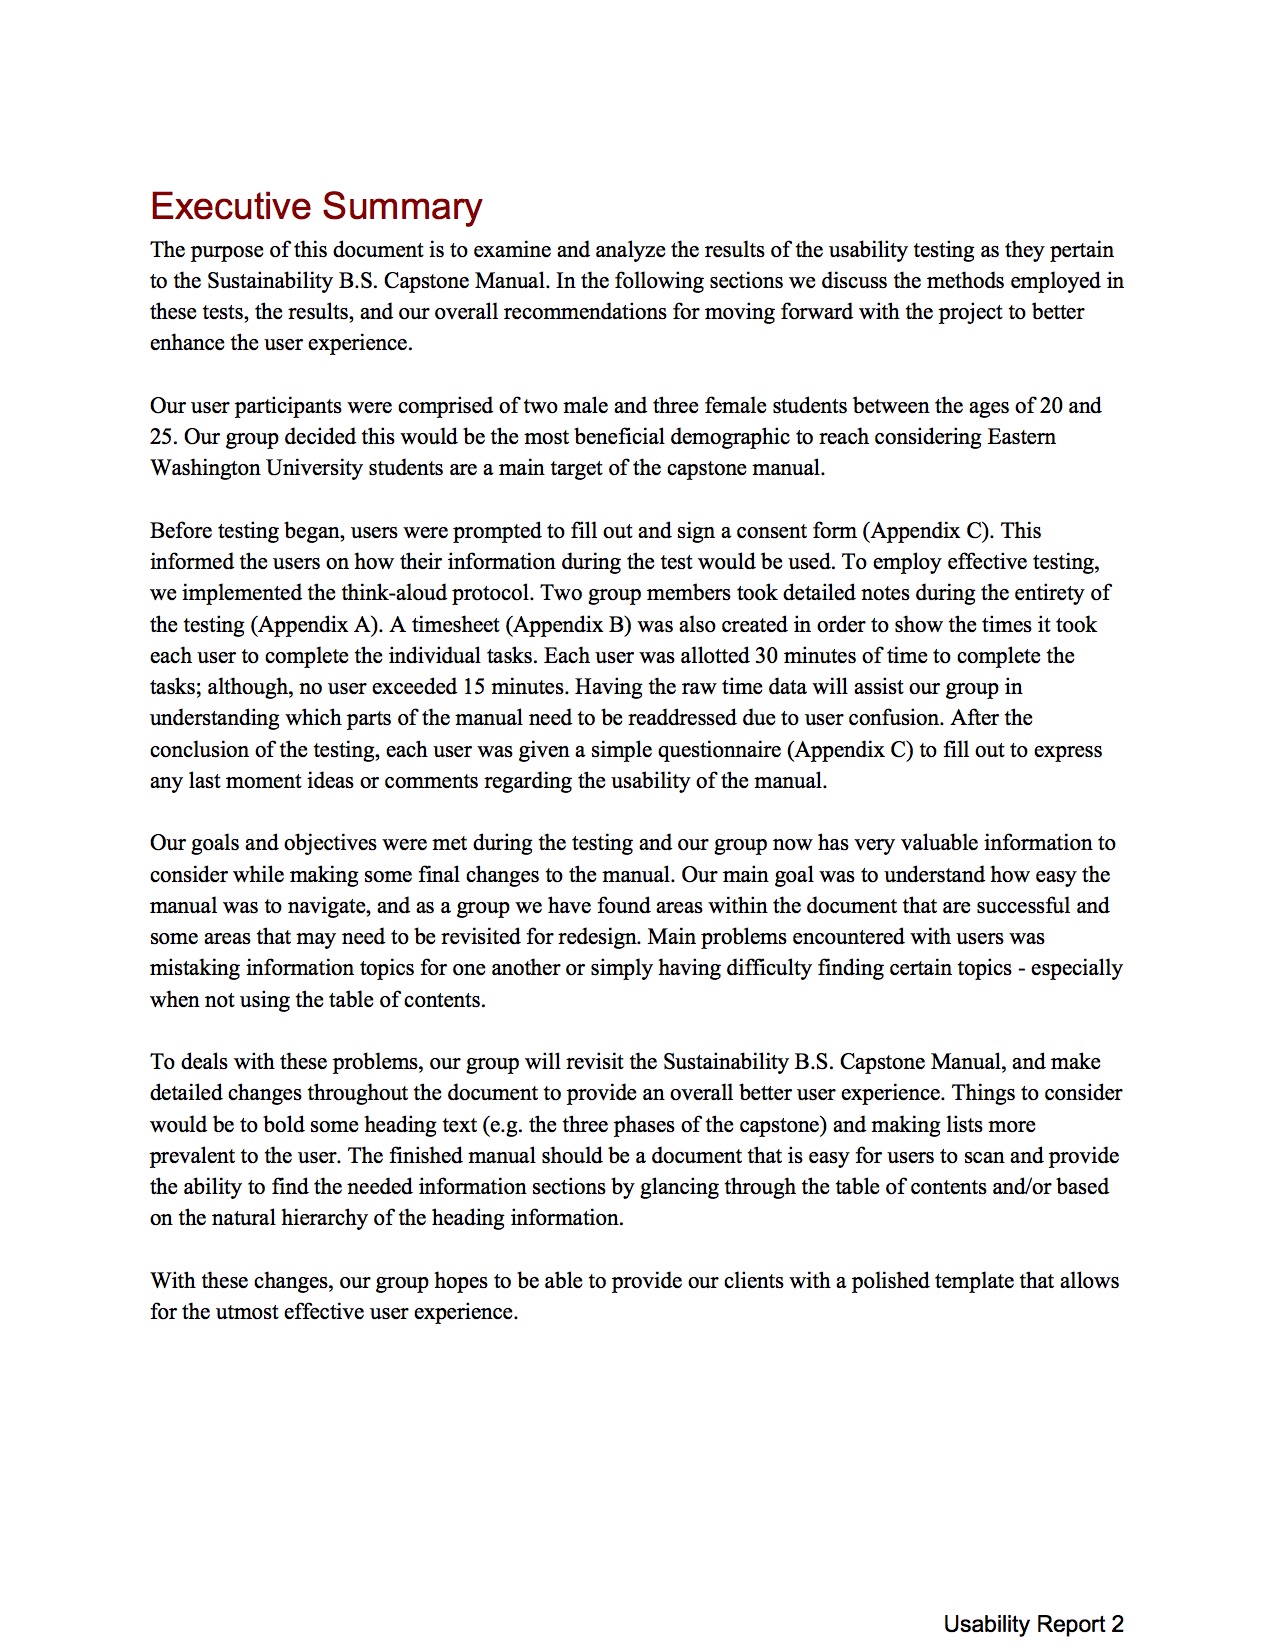 Executive Summary
The purpose of this document is to examine and analyze the results of the usability testing as they pertain
to the Sustainability B.S. Capstone Manual. In the following sections we discuss the methods employed in
these tests, the results, and our overall recommendations for moving forward with the project to better
enhance the user experience.
Our user participants were comprised of two male and three female students between the ages of 20 and
25. Our group decided this would be the most beneficial demographic to reach considering Eastern
Washington University students are a main target of the capstone manual.
Before testing began, users were prompted to fill out and sign a consent form (Appendix C). This
informed the users on how their information during the test would be used. To employ effective testing,
we implemented the think-aloud protocol. Two group members took detailed notes during the entirety of
the testing (Appendix A). A timesheet (Appendix B) was also created in order to show the times it took
each user to complete the individual tasks. Each user was allotted 30 minutes of time to complete the
tasks; although, no user exceeded 15 minutes. Having the raw time data will assist our group in
understanding which parts of the manual need to be readdressed due to user confusion. After the
conclusion of the testing, each user was given a simple questionnaire (Appendix C) to fill out to express
any last moment ideas or comments regarding the usability of the manual.
Our goals and objectives were met during the testing and our group now has very valuable information to
consider while making some final changes to the manual. Our main goal was to understand how easy the
manual was to navigate, and as a group we have found areas within the document that are successful and
some areas that may need to be revisited for redesign. Main problems encountered with users was
mistaking information topics for one another or simply having difficulty finding certain topics - especially
when not using the table of contents.
To deals with these problems, our group will revisit the Sustainability B.S. Capstone Manual, and make
detailed changes throughout the document to provide an overall better user experience. Things to consider
would be to bold some heading text (e.g. the three phases of the capstone) and making lists more
prevalent to the user. The finished manual should be a document that is easy for users to scan and provide
the ability to find the needed information sections by glancing through the table of contents and/or based
on the natural hierarchy of the heading information.
With these changes, our group hopes to be able to provide our clients with a polished template that allows
for the utmost effective user experience.
Usability Report 2